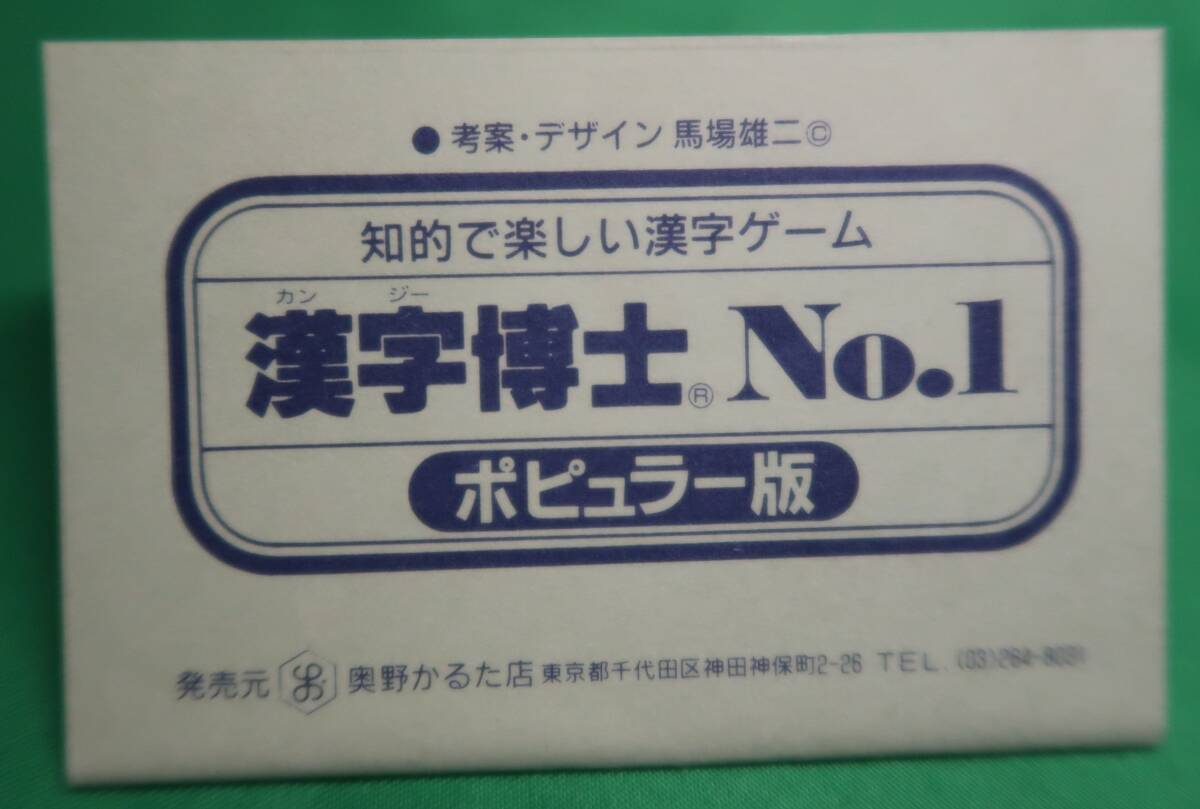 ●考案・デザイン 馬場雄二©
知的で楽しい漢字ゲーム
カン ジー
漢字博士® No.1
ポピュラー版
発売元 奥野かるた店 東京都千代田区神田神保町2-26 TEL. (03)264-8031